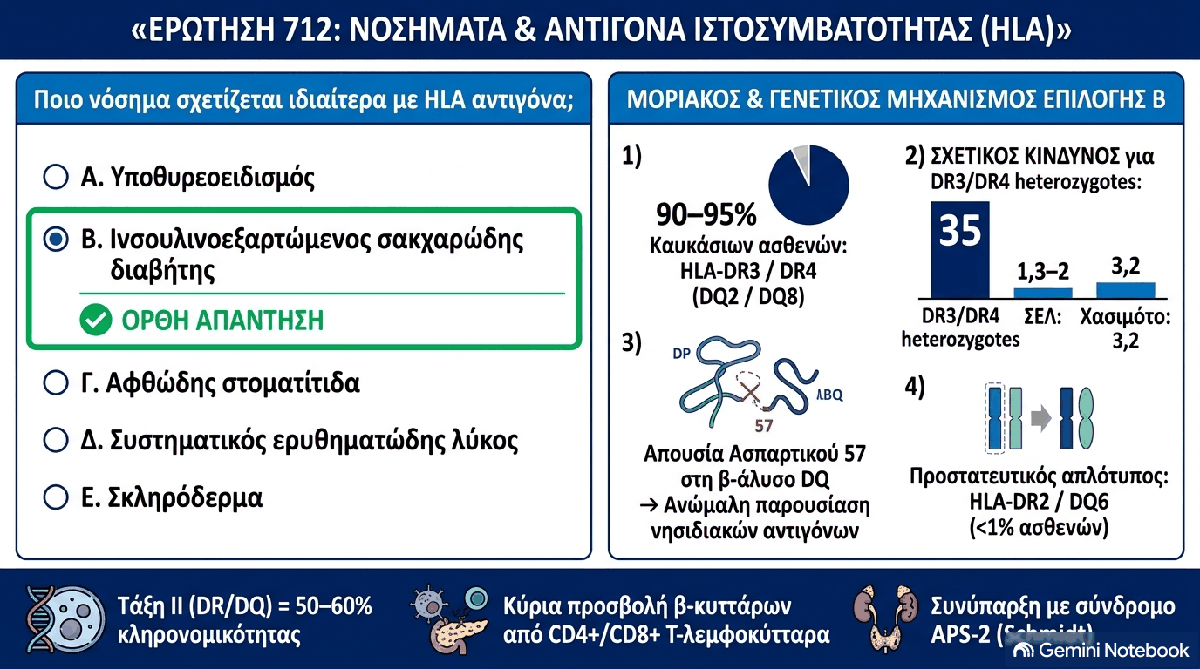 «ΕΡΩΤΗΣΗ 712: ΝΟΣΗΜΑΤΑ & ΑΝΤΙΓΟΝΑ ΙΣΤΟΣΥΜΒΑΤΟΤΗΤΑΣ (HLA)»
Ποιο νόσημα σχετίζεται ιδιαίτερα με HLA αντιγόνα;
Α. Υποθυρεοειδισμός
Β. Ινσουλινοεξαρτώμενος σακχαρώδης
διαβήτης
ΟΡΘΗ ΑΠΑΝΤΗΣΗ
Γ. Αφθώδης στοματίτιδα
Δ. Συστηματικός ερυθηματώδης λύκος
Ε. Σκληρόδερμα
ΜΟΡΙΑΚΟΣ & ΓΕΝΕΤΙΚΟΣ ΜΗΧΑΝΙΣΜΟΣ ΕΠΙΛΟΓΗΣ Β
1)
90–95%
Καυκάσιων ασθενών:
HLA-DR3 / DR4
(DQ2 / DQ8)
2) ΣΧΕΤΙΚΟΣ ΚΙΝΔΥΝΟΣ για
DR3/DR4 heterozygotes:
35
1,3–2
3,2
DR3/DR4
heterozygotes
ΣΕΛ:
Χασιμότο:
3,2
3)
DP
ΛBQ
57
Απουσία Ασπαρτικού 57
στη β-άλυσο DQ
→ Ανώμαλη παρουσίαση
νησιδιακών αντιγόνων
4)
Προστατευτικός απλότυπος:
HLA-DR2 / DQ6
(<1% ασθενών)
Τάξη II (DR/DQ) = 50–60%
κληρονομικότητας
Κύρια προσβολή β-κυττάρων
από CD4+/CD8+ Τ-λεμφοκύτταρα
Συνύπαρξη με σύνδρομο
APS-2 (Schmidt)
Gemini Notebook